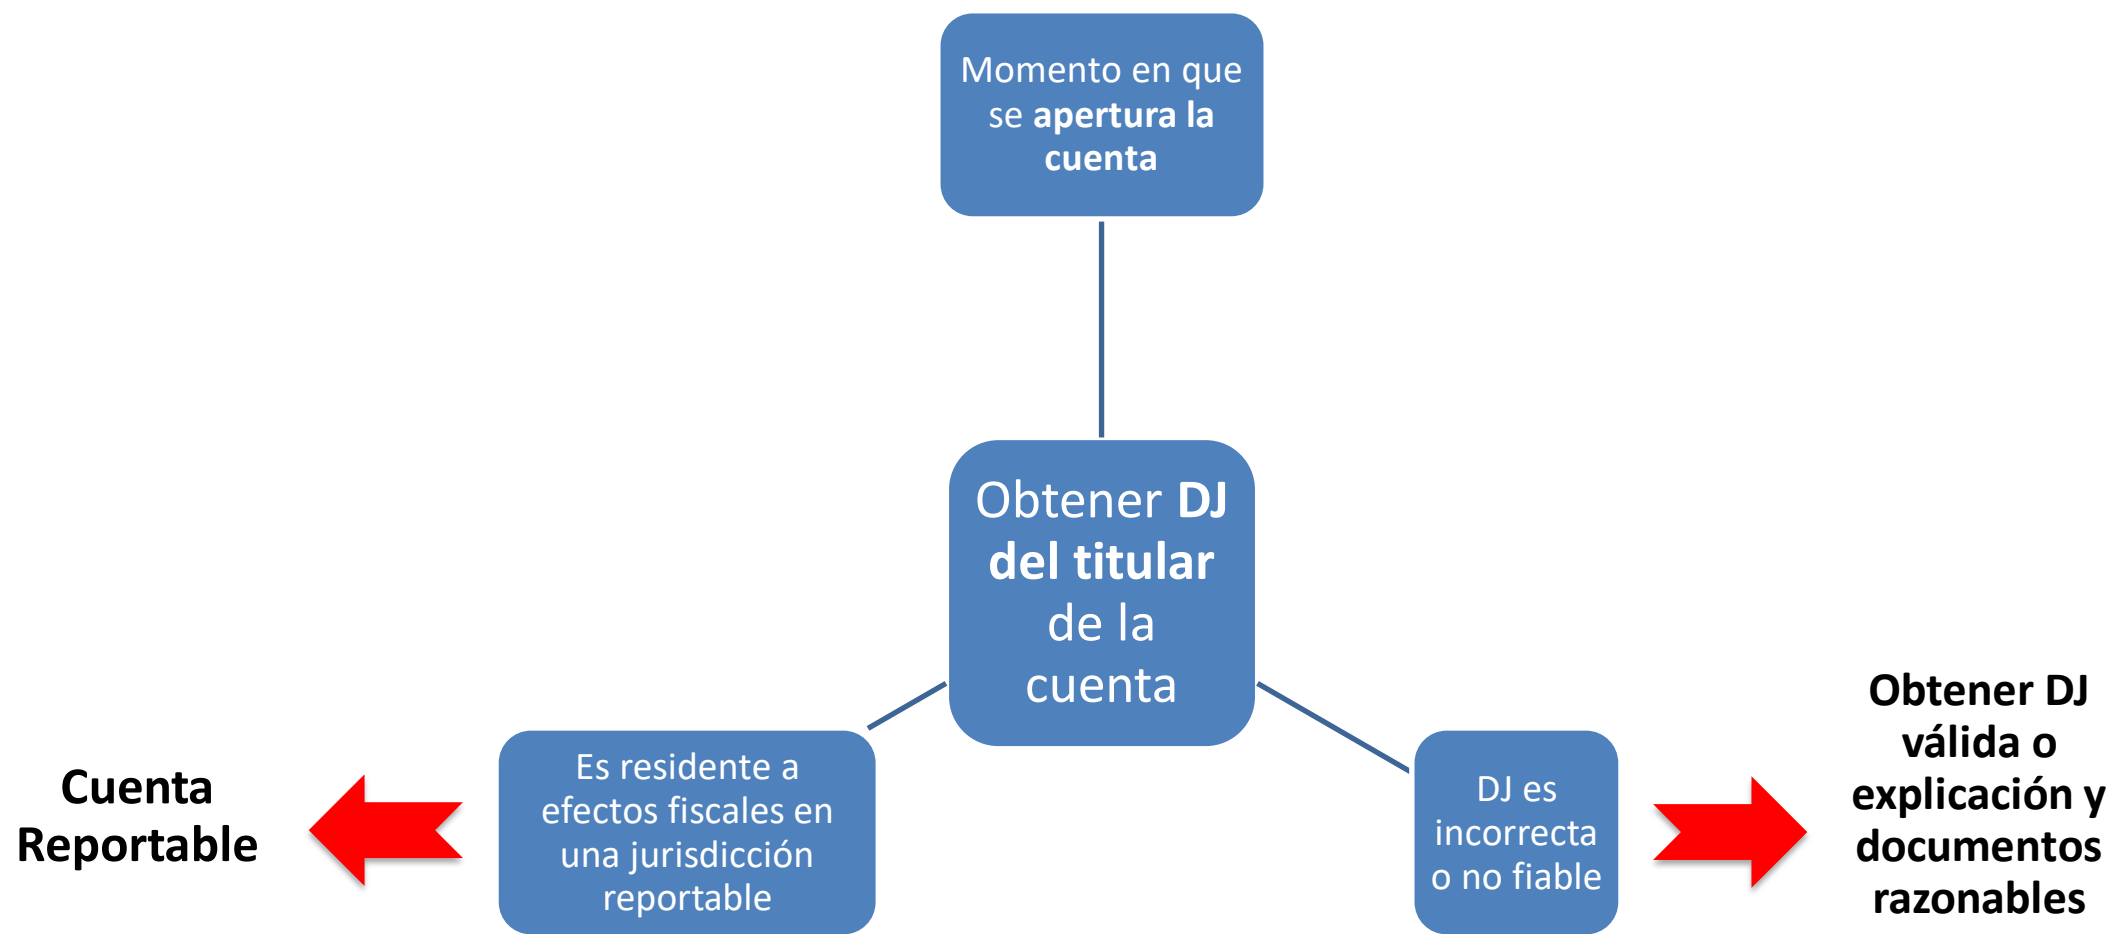 Momento en que
se apertura la
cuenta
Obtener DJ
del titular
de la
cuenta
Cuenta
Reportable
Es residente a
efectos fiscales en
una jurisdicción
reportable
DJ es
incorrecta
o no fiable
Obtener DJ
válida o
explicación y
documentos
razonables